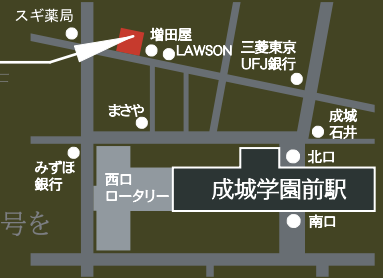 スギ薬局
増田屋
LAWSON
三菱東京
UFJ銀行
まさや
成城
石井
みずほ
銀行
西口
ロータリー
北口
成城学園前駅
南口
号を